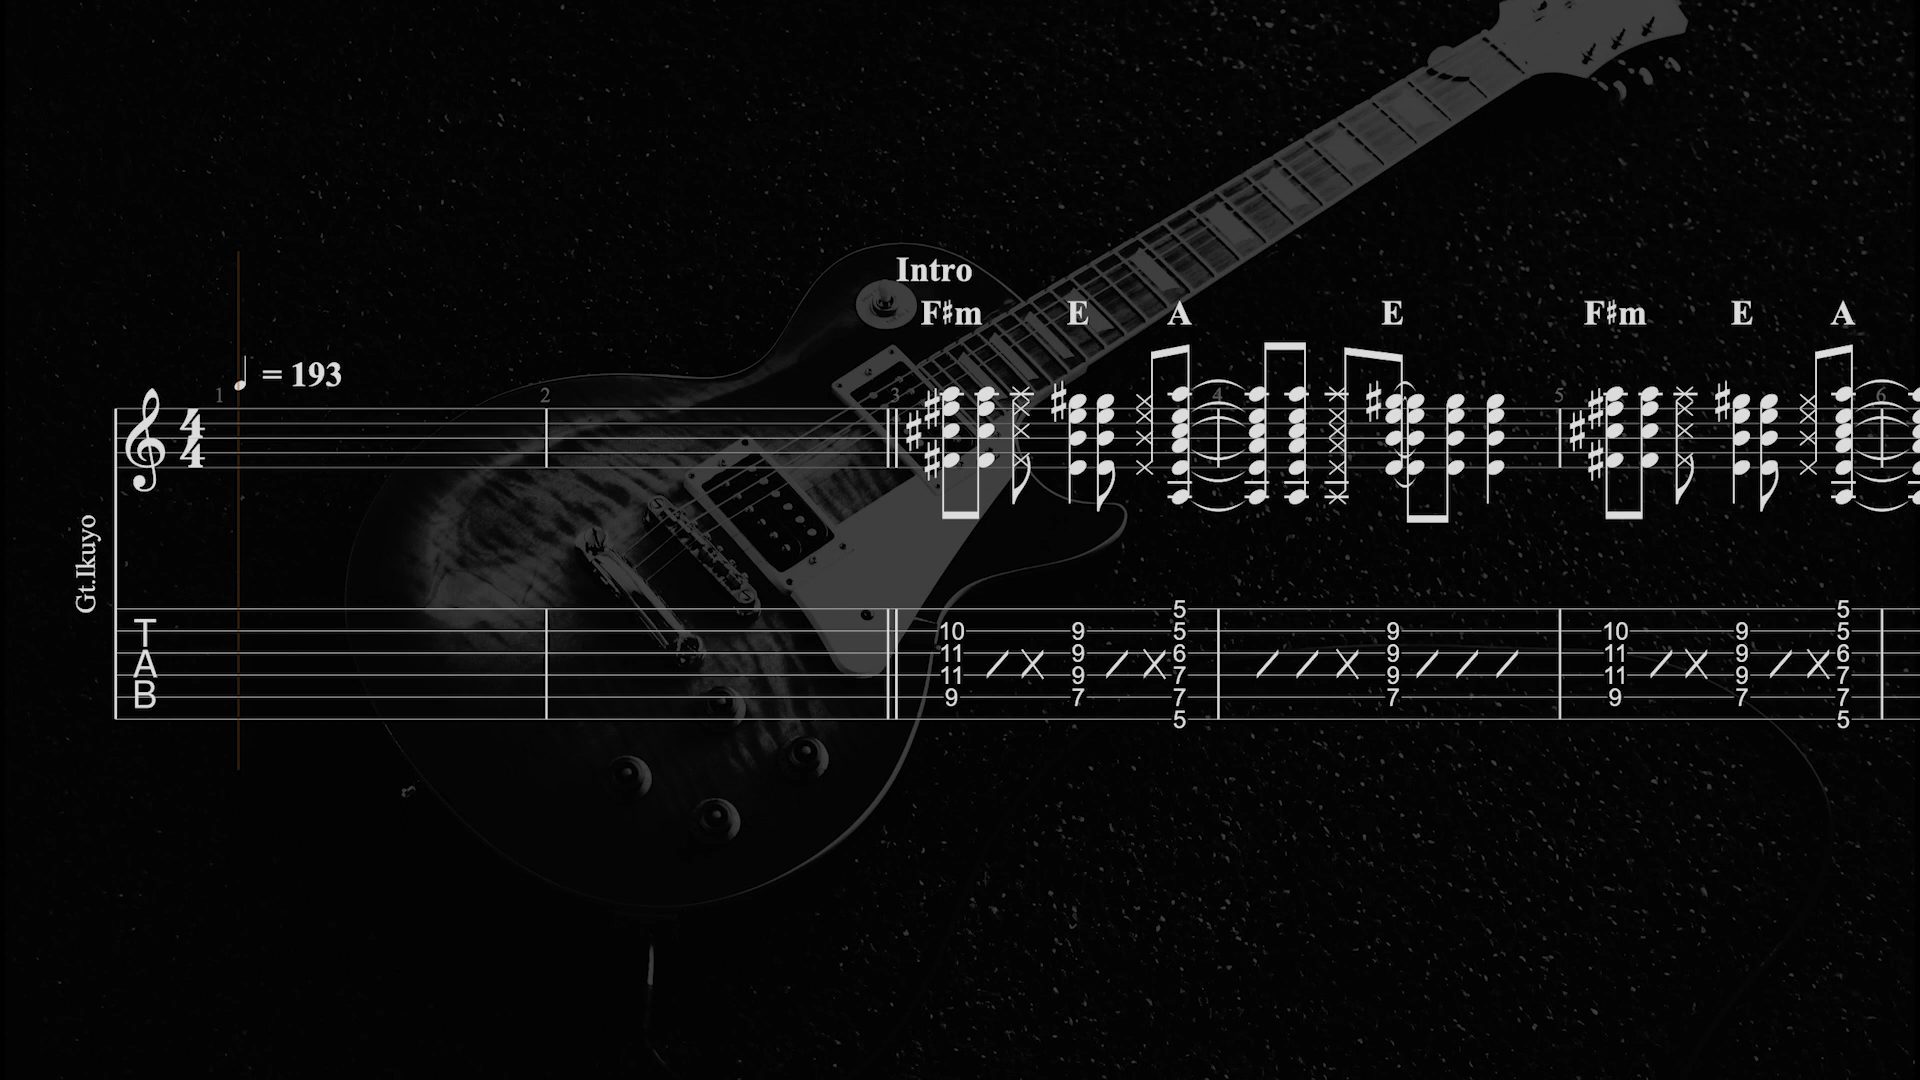 Intro
F♯m E A E F♯m E A
♩ = 193
1 2 3 4 5 6
4
4
Gt.Ikuyo
T
A
B
5 5
10 9 5 9 10 9 5
11 9 6 9 11 9 6
11 9 7 9 11 9 7
9 7 7 7 9 7 7
5 5